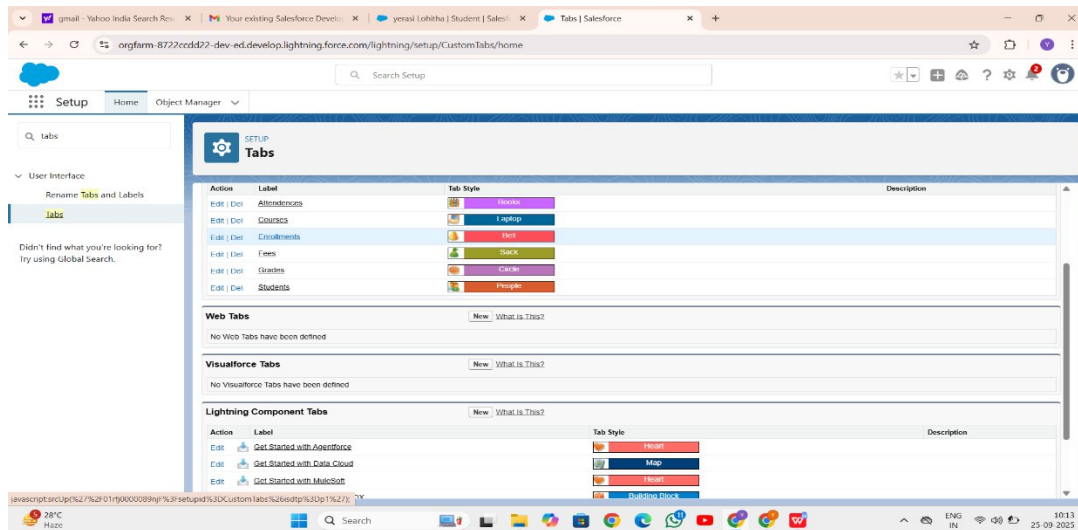 gmail - Yahoo India Search Res
Your existing Salesforce Develo
yerasi Lohitha | Student | Salesf
Tabs | Salesforce
orgfarm-8722ccdd22-dev-ed.develop.lightning.force.com/lightning/setup/CustomTabs/home
Search Setup
Setup Home Object Manager
tabs
SETUP
Tabs
User Interface
Rename Tabs and Labels
Tabs
Didn't find what you're looking for?
Try using Global Search.
Action Label Tab Style Description
Edit | Del Attendences Books
Edit | Del Courses Laptop
Edit | Del Enrollments Bell
Edit | Del Fees Sack
Edit | Del Grades Circle
Edit | Del Students People
Web Tabs New What Is This?
No Web Tabs have been defined
Visualforce Tabs New What Is This?
No Visualforce Tabs have been defined
Lightning Component Tabs New What Is This?
Action Label Tab Style Description
Edit Get Started with Agentforce Heart
Edit Get Started with Data Cloud Map
Edit Get Started with MuleSoft Heart
Building Block
28°C
Haze
Search
ENG
IN
10:13
25-09-2025